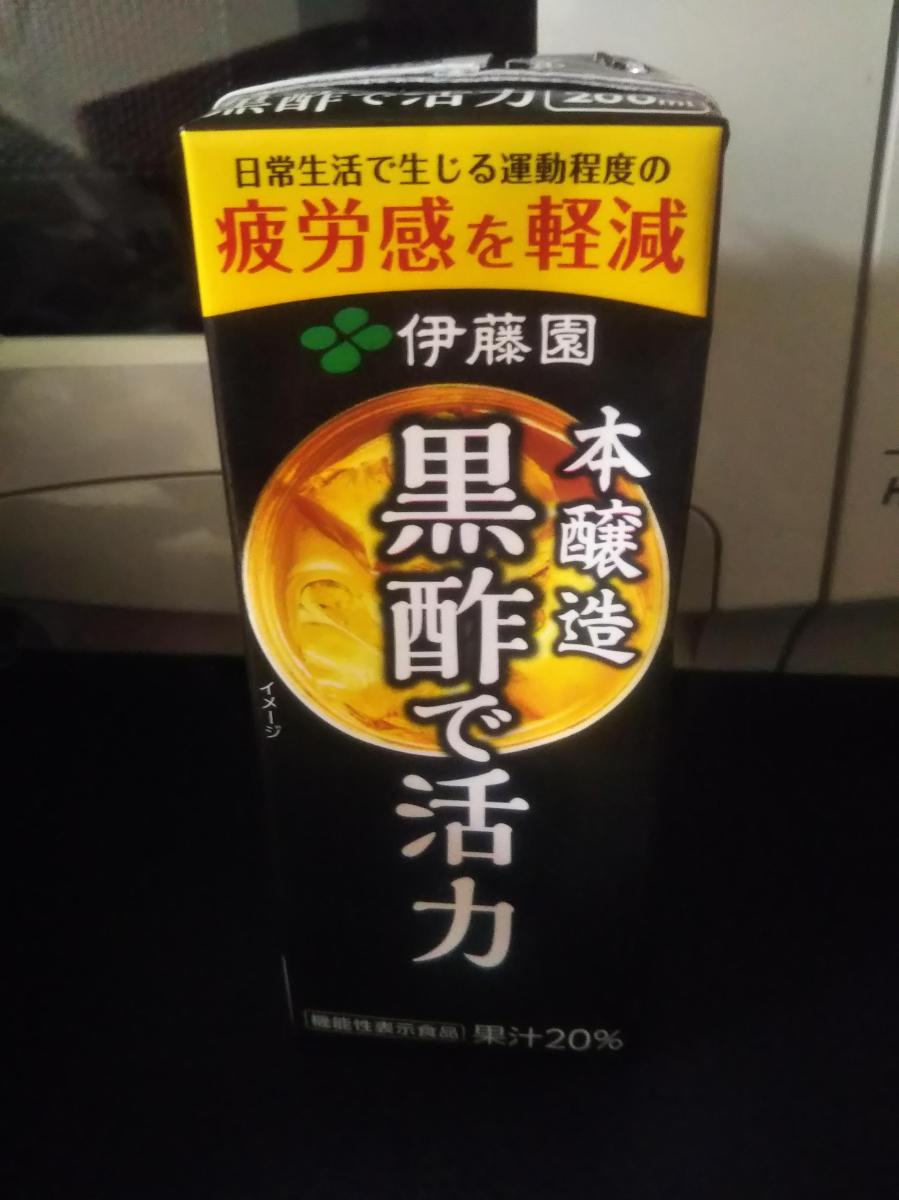 黒酢で活力 200ml
日常生活で生じる運動程度の
疲労感を軽減
伊藤園
本醸造
黒酢で活力
イメージ
機能性表示食品 果汁20%